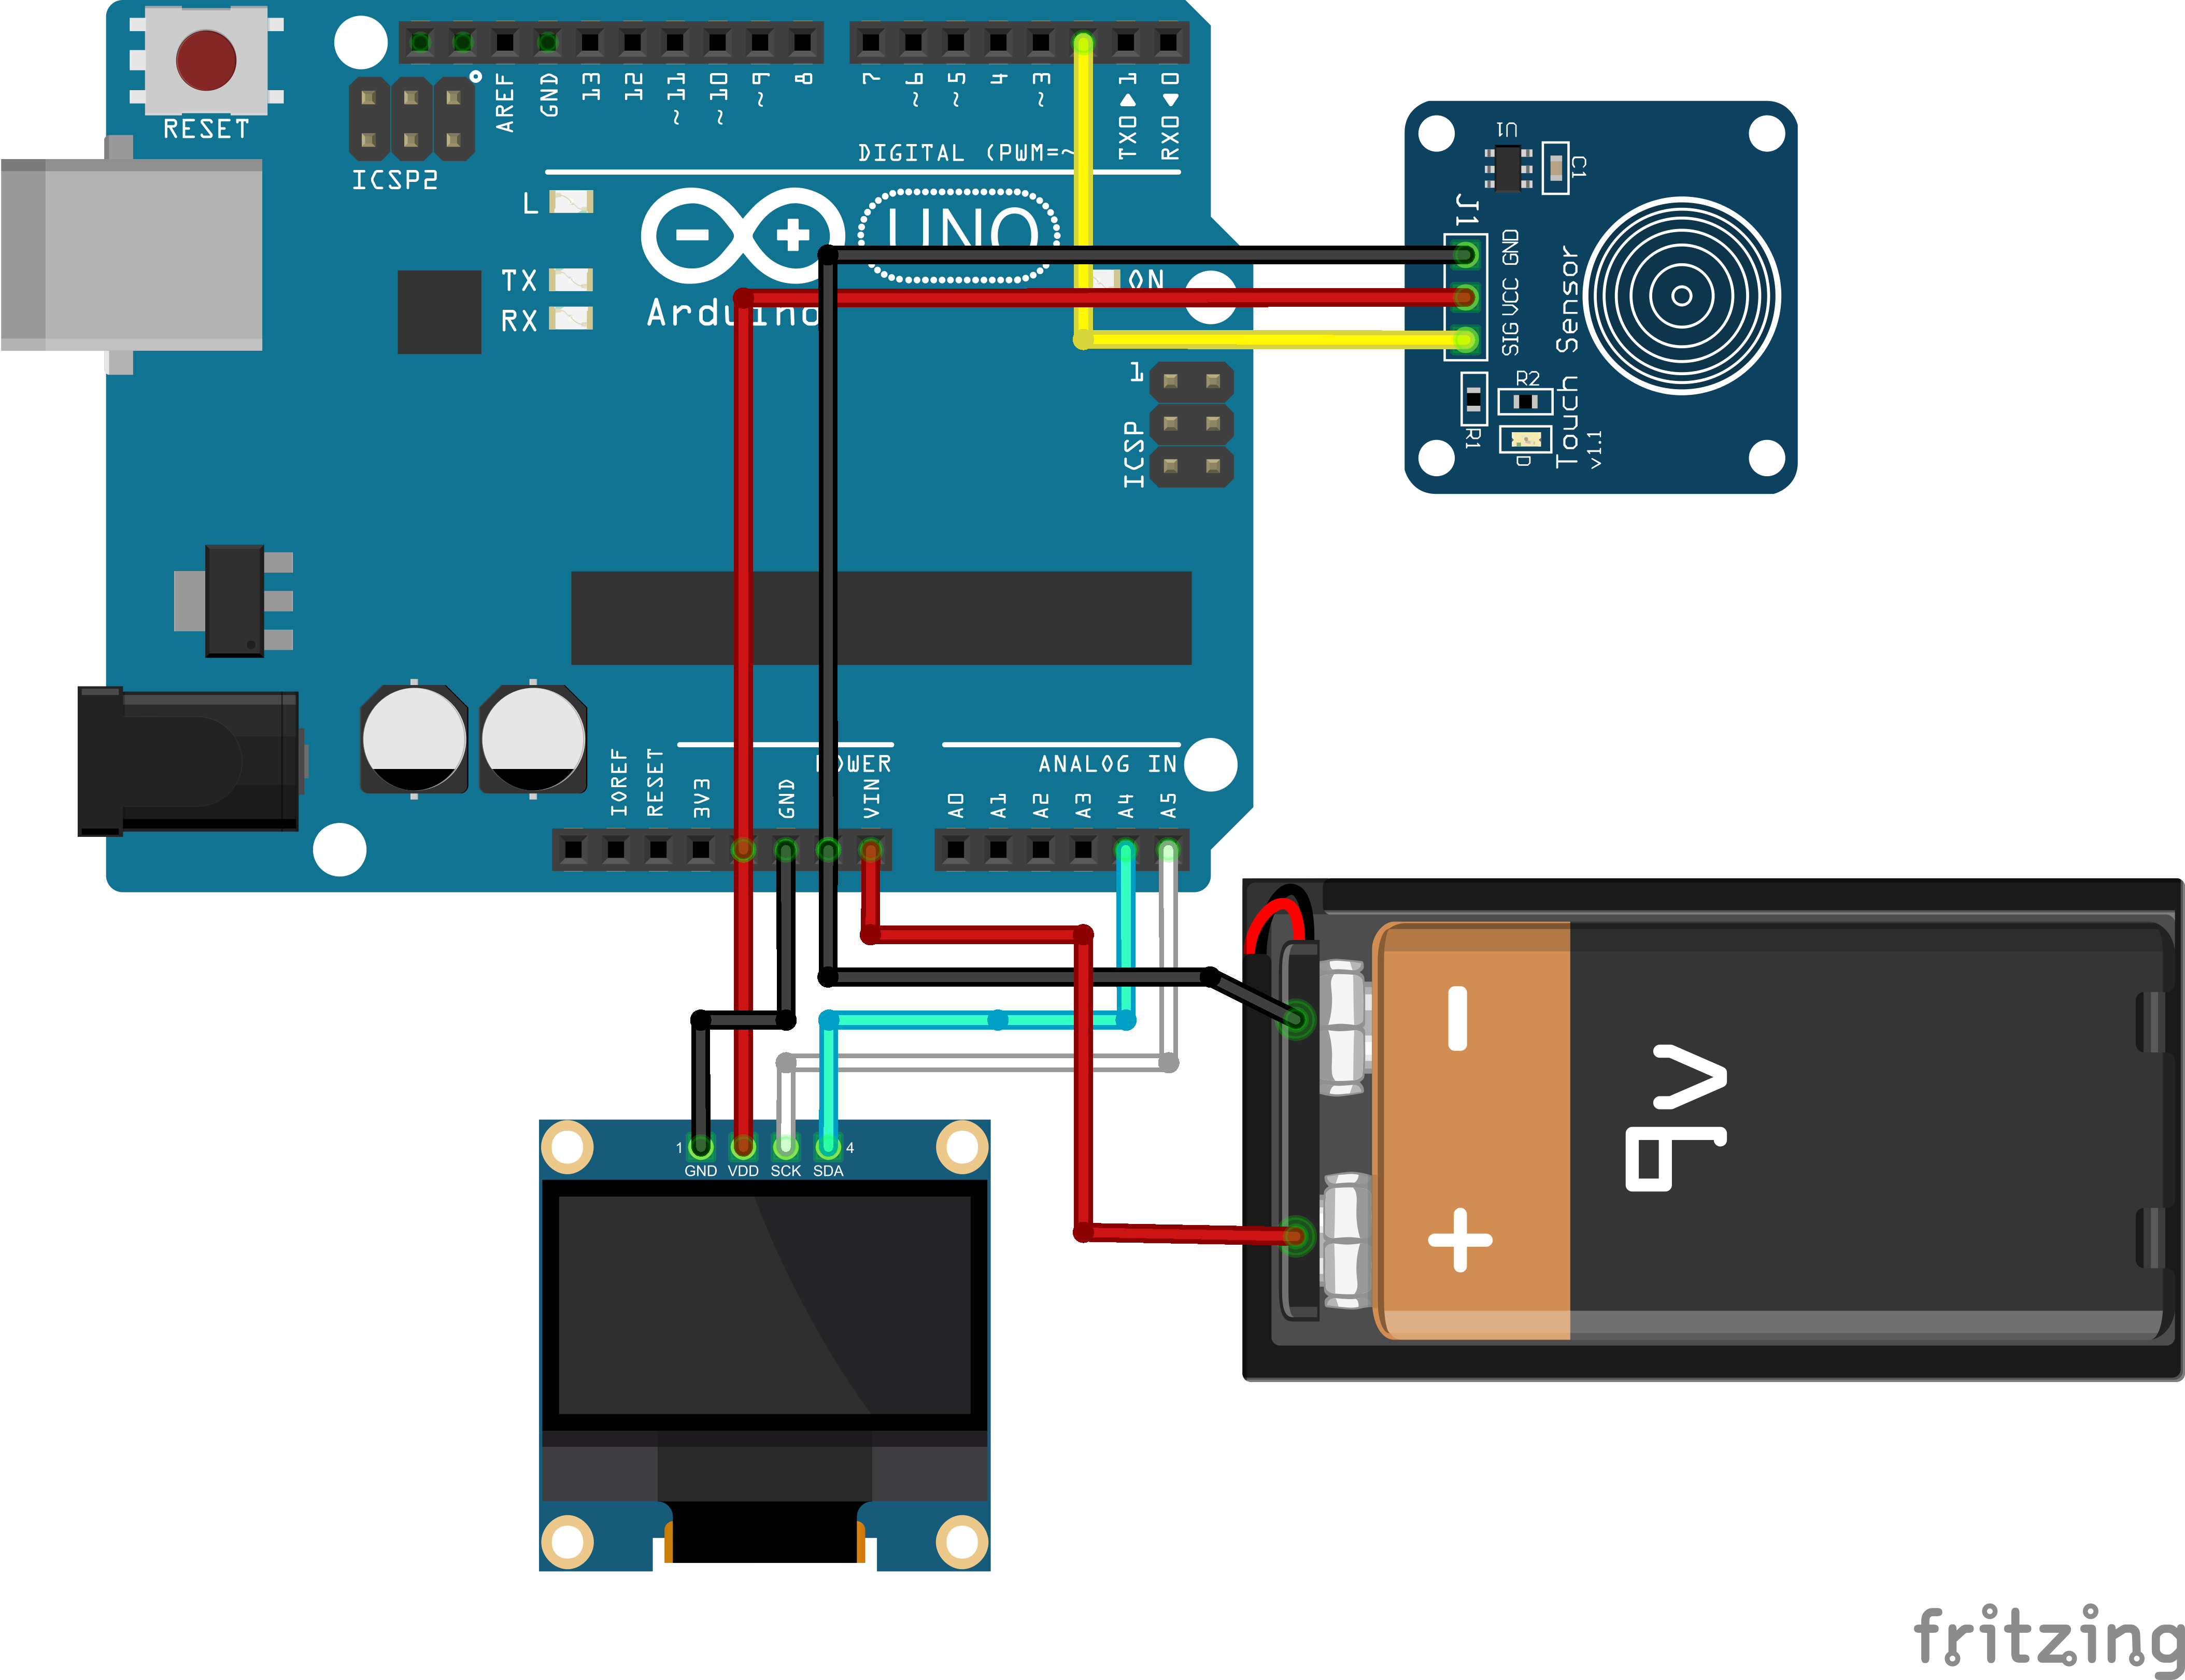 RESET
ICSP2
AREF
GND
13
12
~11
~10
~9
8
7
~6
~5
4
~3
TX0▶1
RX0◀0
DIGITAL (PWM=~
L
TX
RX
UNO
Arduino
ON
1
ICSP
U1
C1
J1
GND
VCC
SIG
R2
R1
D
Touch Sensor
v1.1
IOREF
RESET
3V3
GND
VIN
POWER
ANALOG IN
A0
A1
A2
A3
A4
A5
1
4
GND VDD SCK SDA
-
+
9V
fritzing